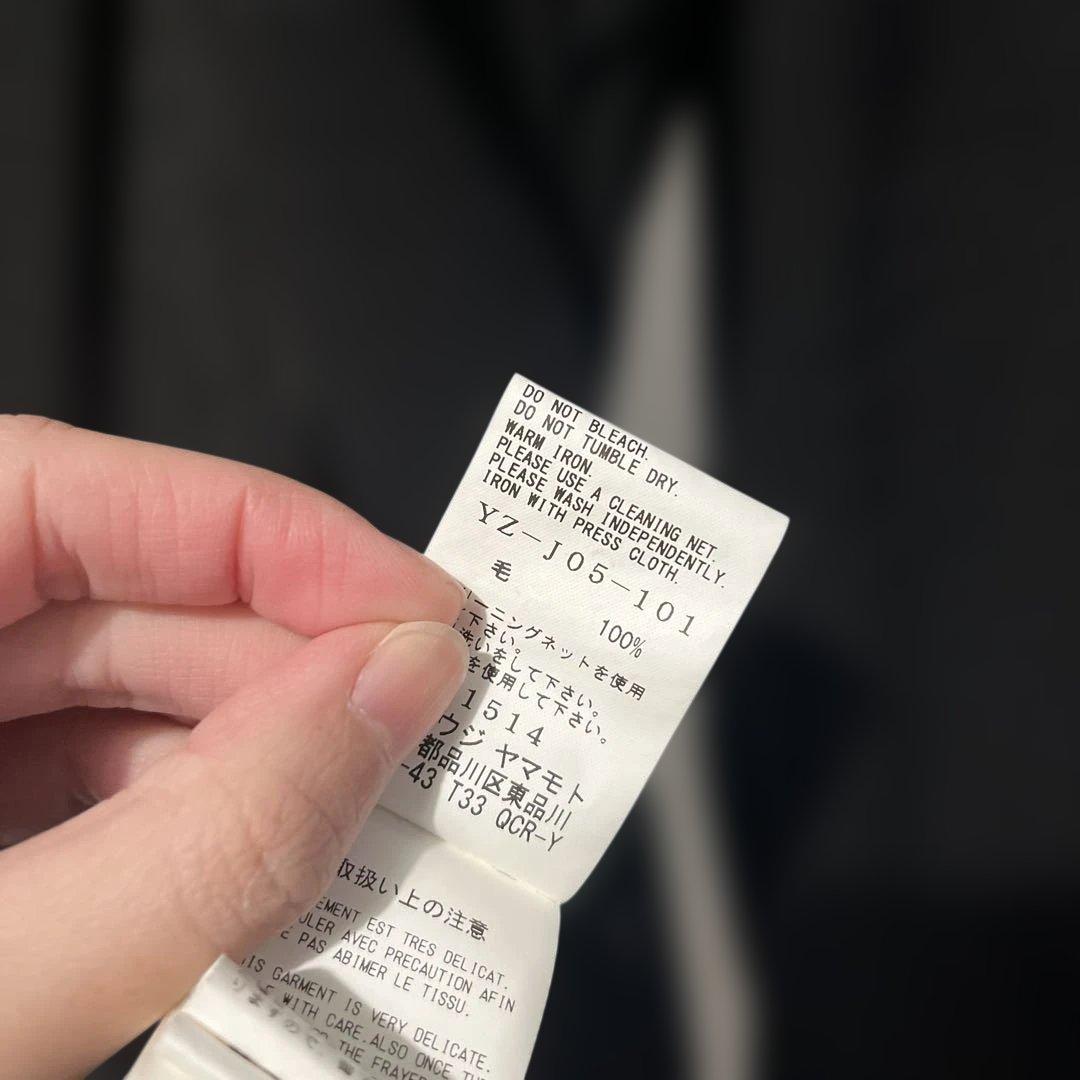 DO NOT BLEACH.
DO NOT TUMBLE DRY.
WARM IRON.
PLEASE USE A CLEANING NET.
PLEASE WASH INDEPENDENTLY.
IRON WITH PRESS CLOTH.
YZ-J05-101
毛 100%
ーニングネットを使用
下さい。
洗いをして下さい。
を使用して下さい。
1514
ウジ ヤマモト
都品川区東品川
-43 T33 QCR-Y
取扱い上の注意
EMENT EST TRES DELICAT.
ULER AVEC PRECAUTION AFIN
E PAS ABIMER LE TISSU.
IS GARMENT IS VERY DELICATE.
WITH CARE.ALSO ONCE
THE FRAYE